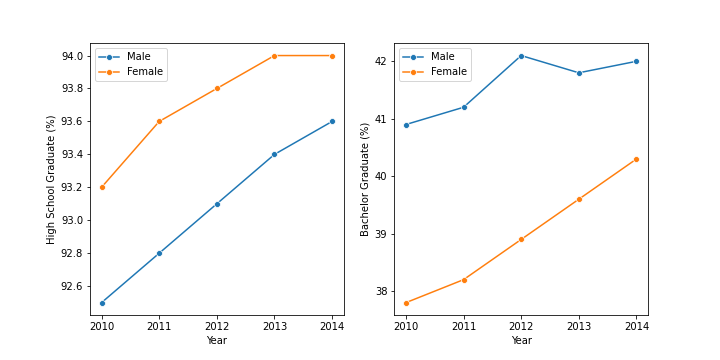 Male
Female
94.0
93.8
93.6
93.4
93.2
93.0
92.8
92.6
High School Graduate (%)
2010 2011 2012 2013 2014
Year
Male
Female
42
41
40
39
38
Bachelor Graduate (%)
2010 2011 2012 2013 2014
Year